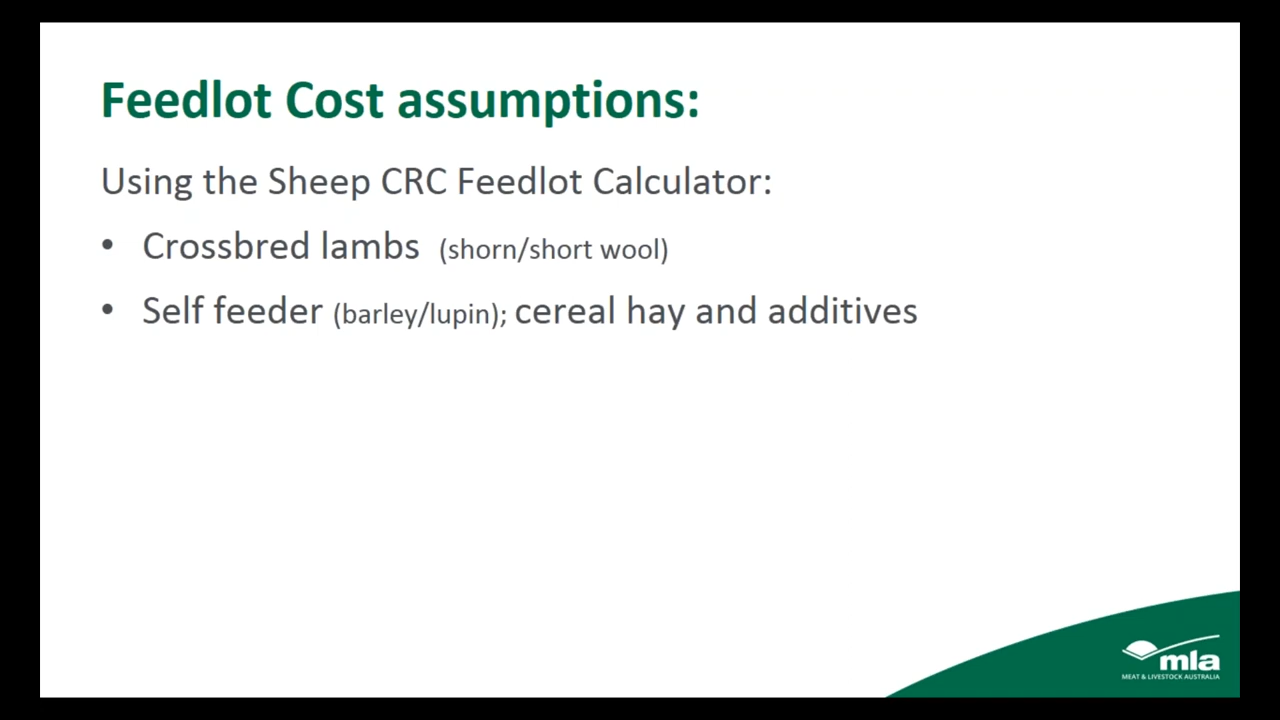 Feedlot Cost assumptions:
Using the Sheep CRC Feedlot Calculator:
• Crossbred lambs (shorn/short wool)
• Self feeder (barley/lupin); cereal hay and additives
mla
MEAT & LIVESTOCK AUSTRALIA